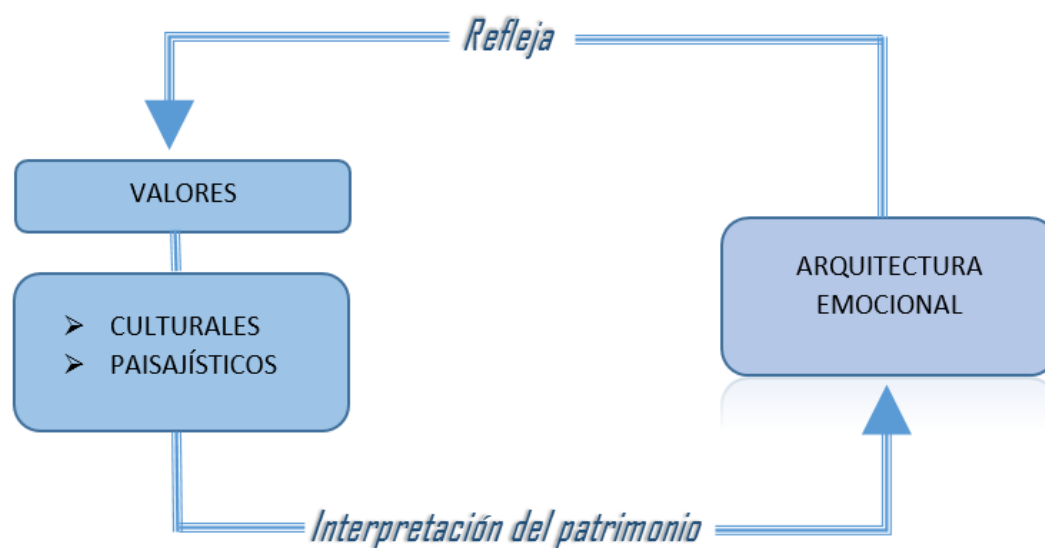 Refleja
VALORES
CULTURALES
PAISAJÍSTICOS
ARQUITECTURA
EMOCIONAL
Interpretación del patrimonio